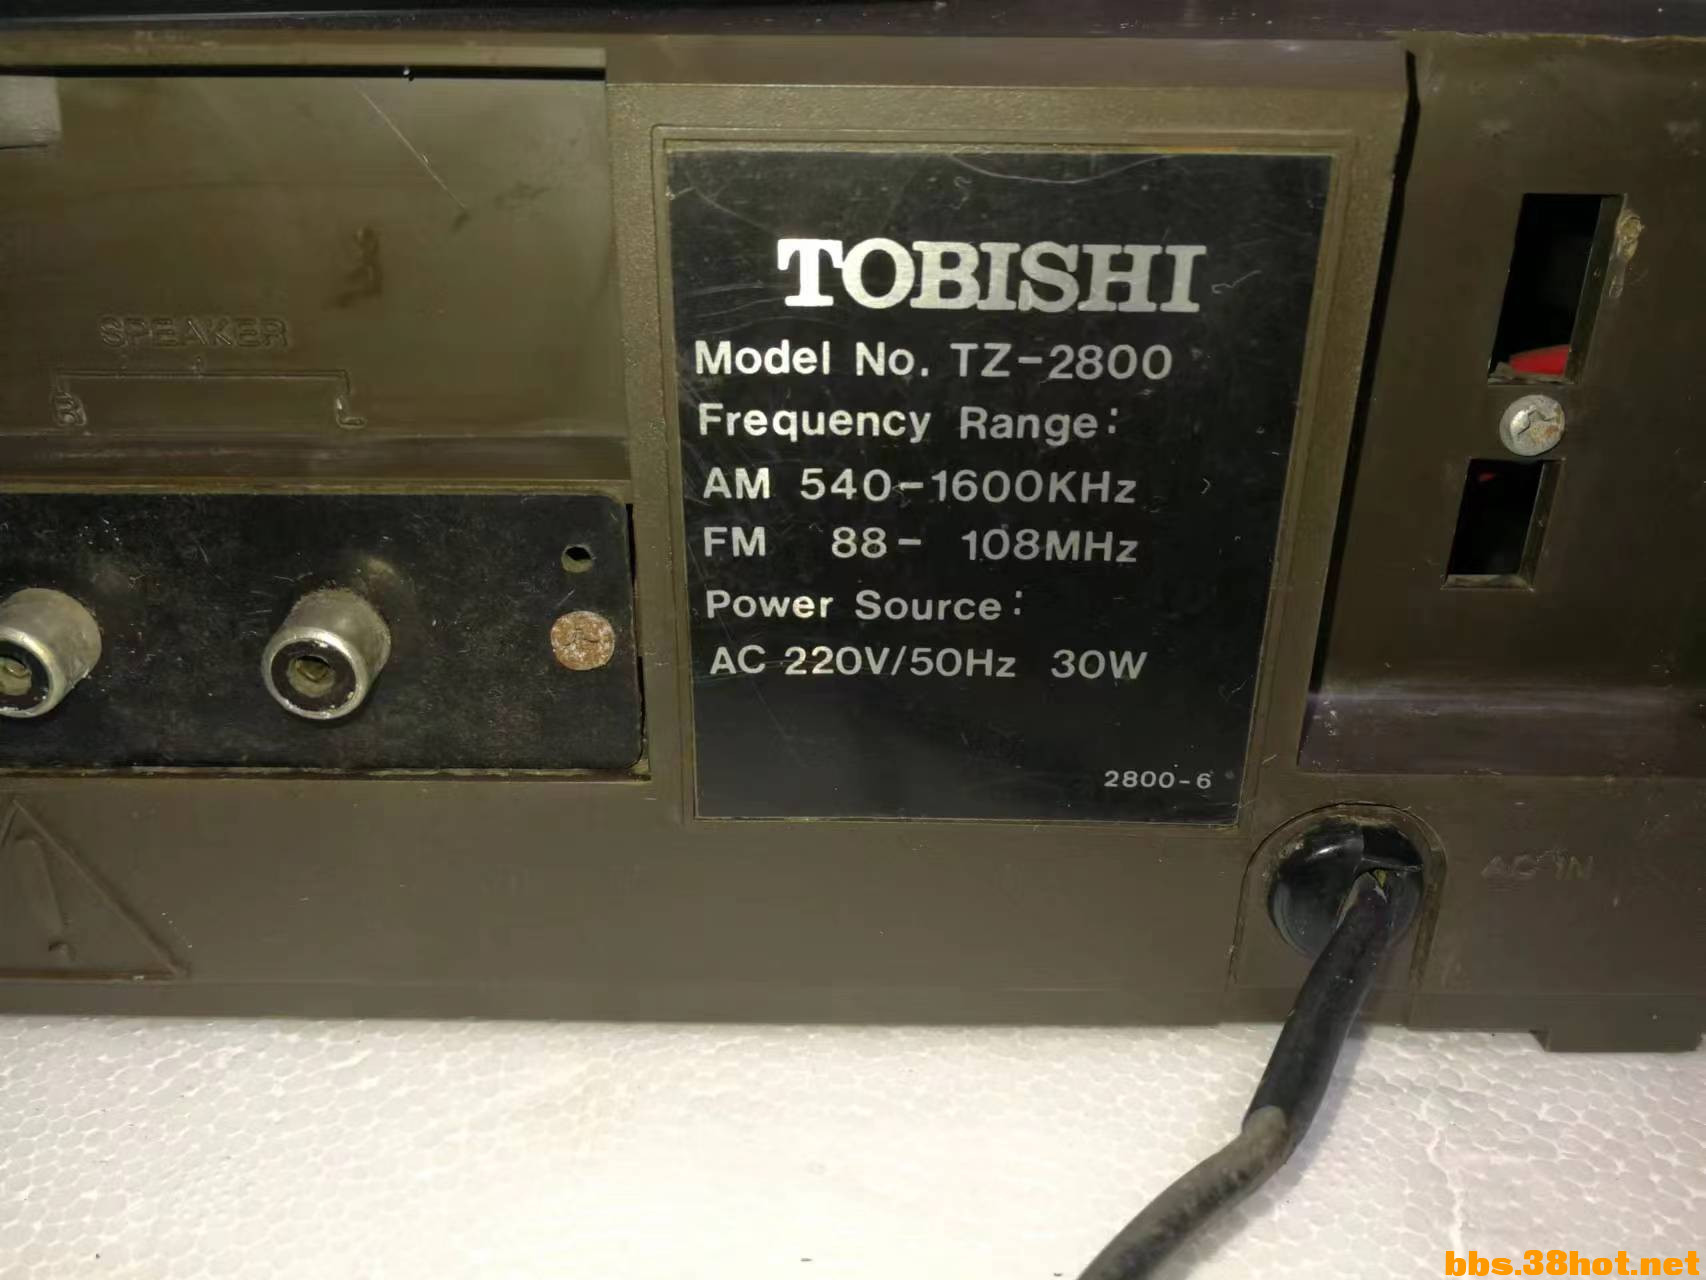 TOBISHI
Model No. TZ-2800
Frequency Range:
AM 540-1600KHz
FM 88- 108MHz
Power Source:
AC 220V/50Hz 30W
2800-6
SPEAKER
R L
AC IN
bbs.38hot.net